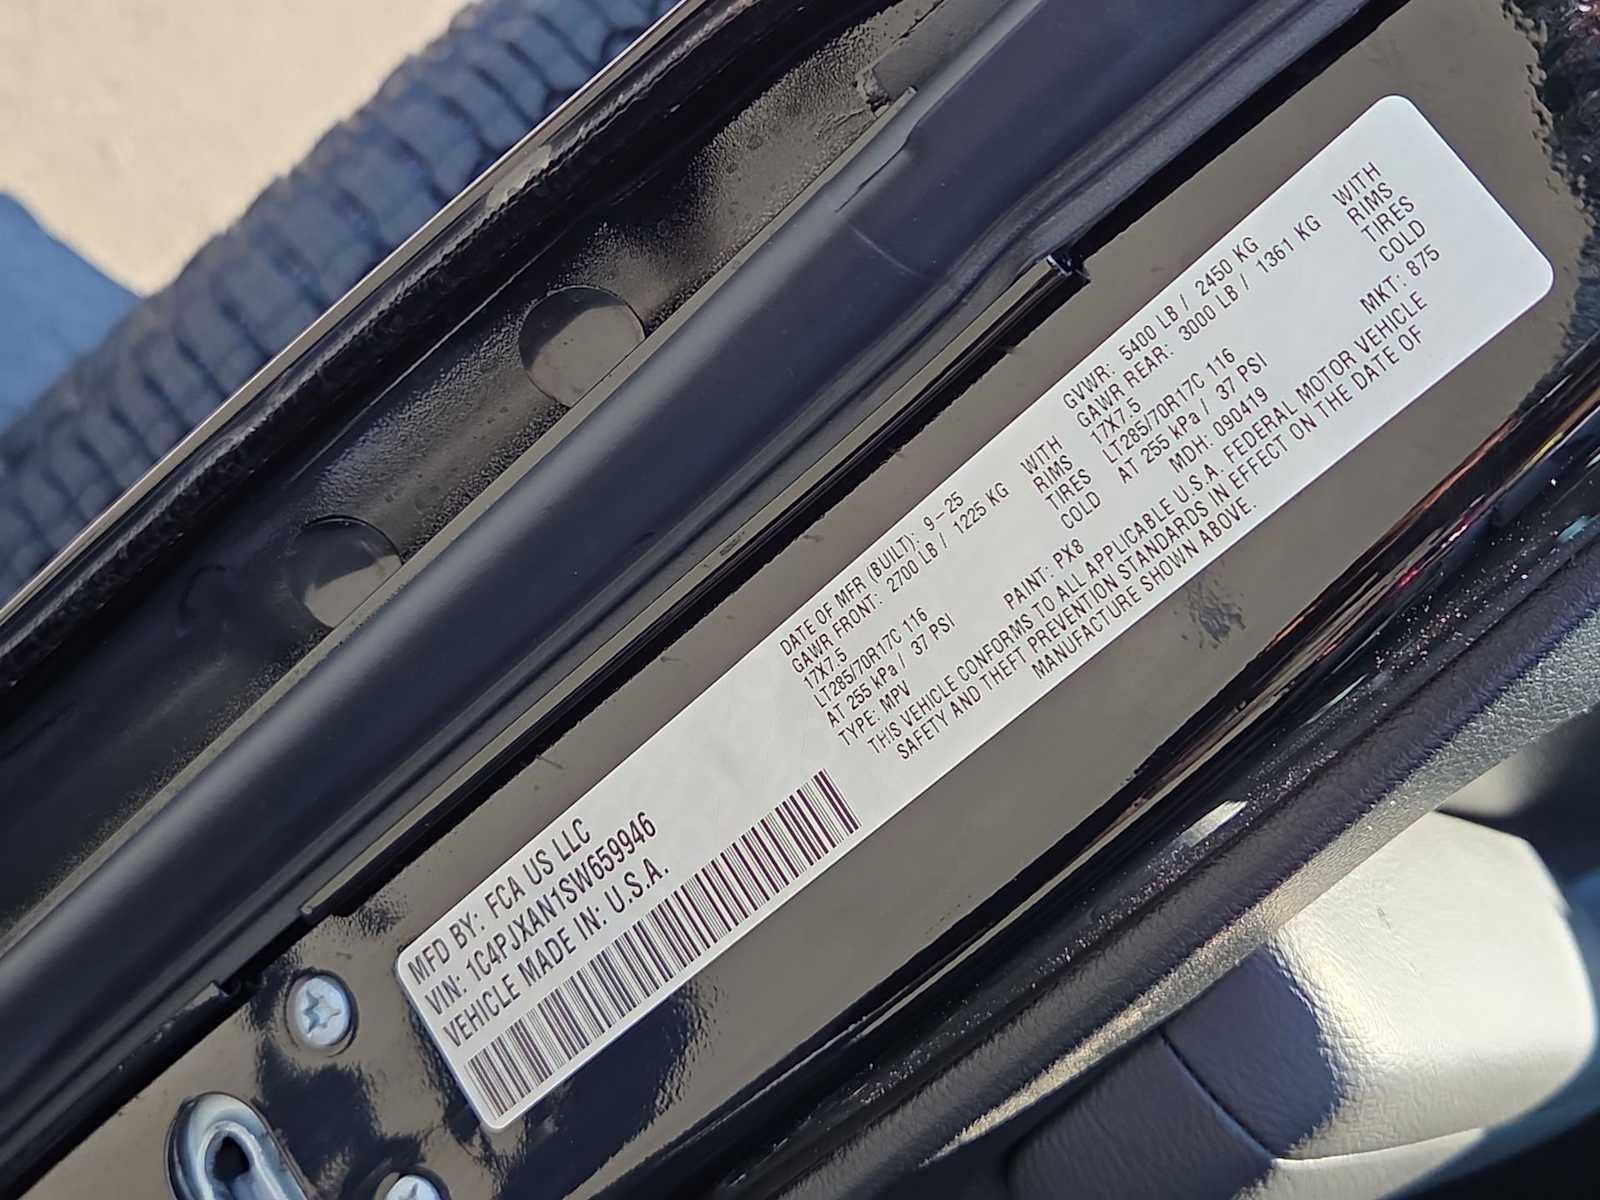 MFD BY: FCA US LLC
VIN: 1C4PJXAN1SW659946
VEHICLE MADE IN: U.S.A.
DATE OF MFR (BUILT): 9-25 GVWR: 5400 LB / 2450 KG
GAWR FRONT: 2700 LB / 1225 KG WITH GAWR REAR: 3000 LB / 1361 KG WITH
17X7.5 RIMS 17X7.5 RIMS
LT285/70R17C 116 TIRES LT285/70R17C 116 TIRES
AT 255 kPa / 37 PSI COLD AT 255 kPa / 37 PSI COLD
TYPE: MPV PAINT: PX8 MDH: 090419 MKT: 875
THIS VEHICLE CONFORMS TO ALL APPLICABLE U.S.A. FEDERAL MOTOR VEHICLE
SAFETY AND THEFT PREVENTION STANDARDS IN EFFECT ON THE DATE OF
MANUFACTURE SHOWN ABOVE.